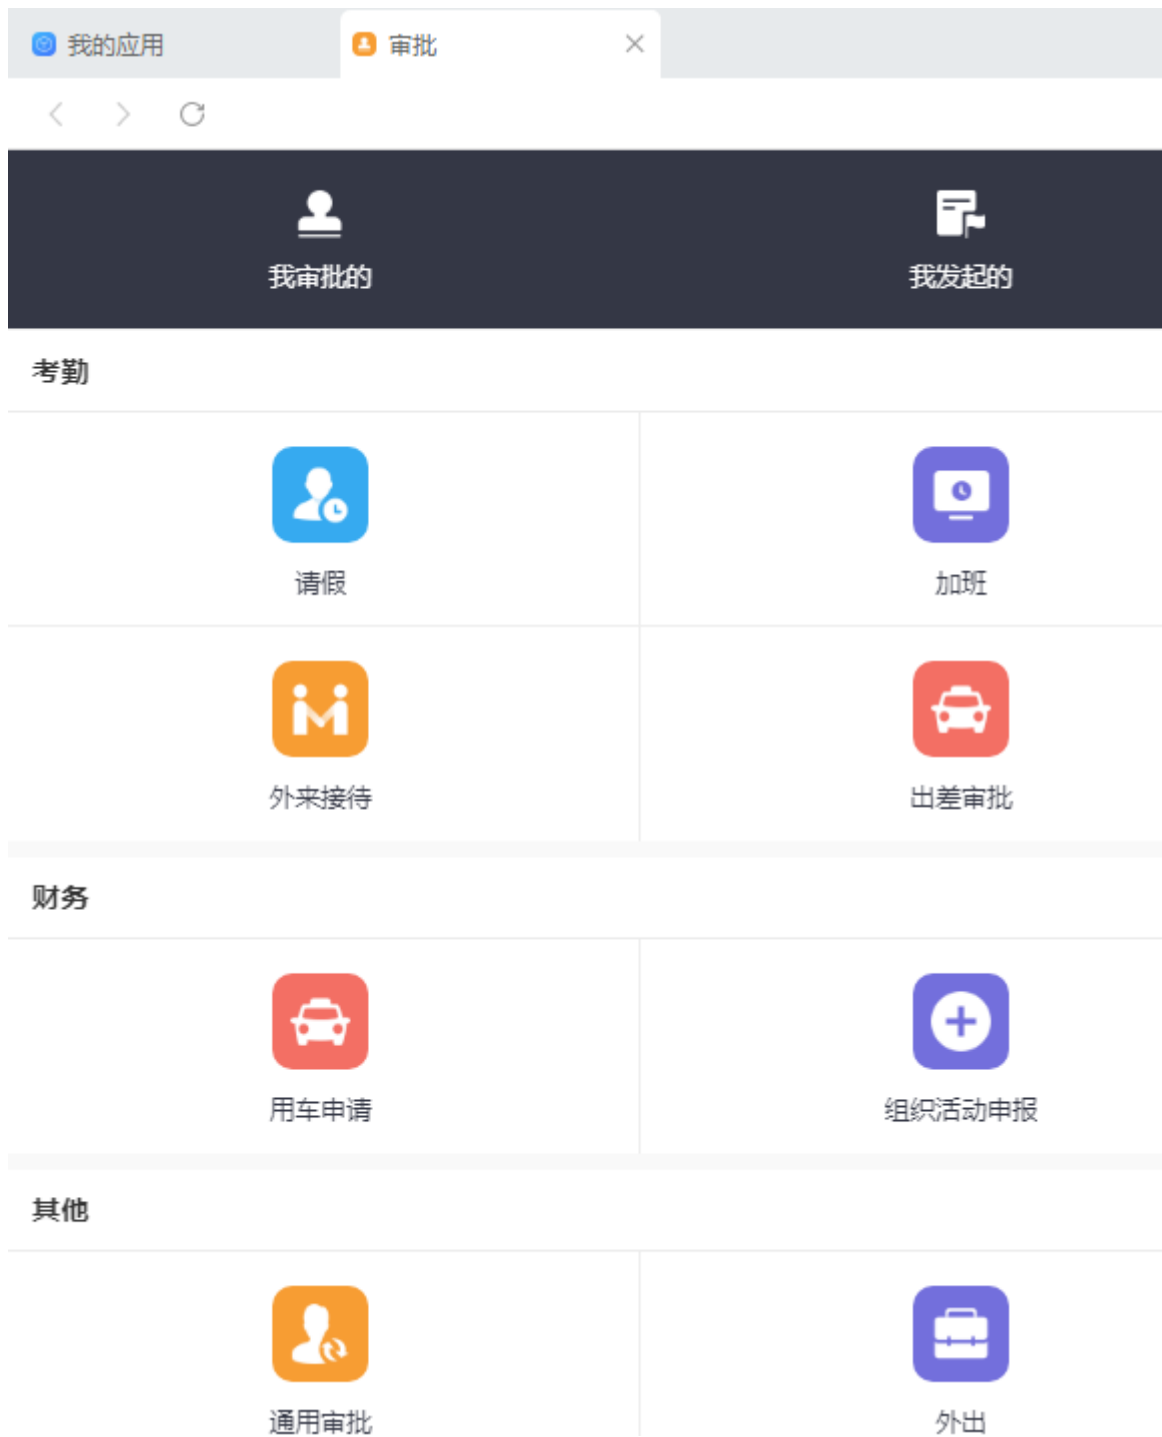 我的应用
审批
我审批的
我发起的
考勤
请假
加班
外来接待
出差审批
财务
用车申请
组织活动申报
其他
通用审批
外出